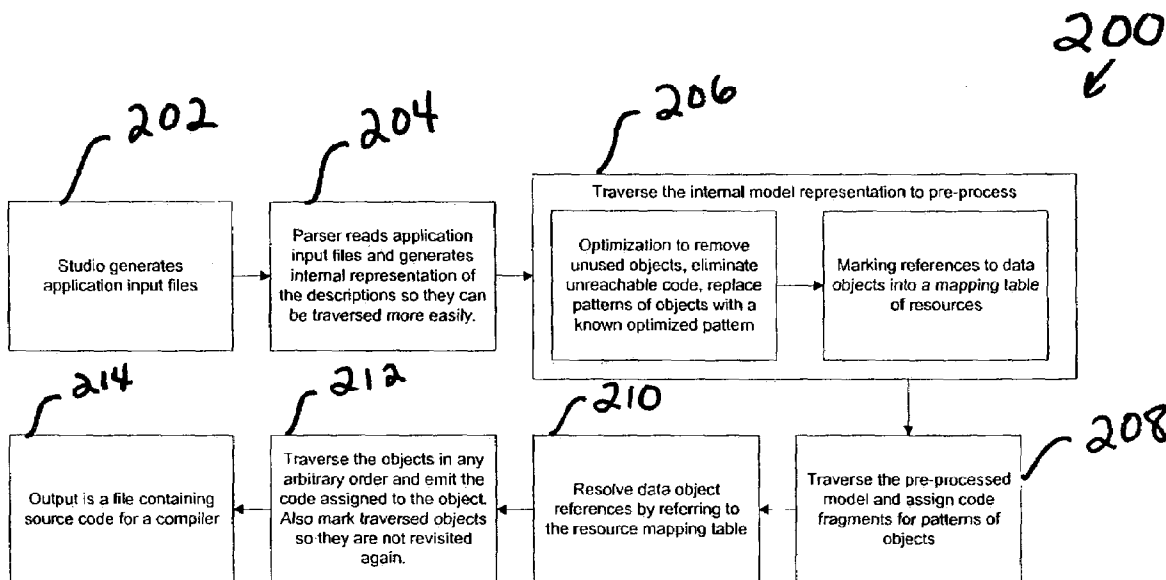 200
202
204
206
Studio generates
application input files
Parser reads application
input files and generates
internal representation of
the descriptions so they can
be traversed more easily.
Traverse the internal model representation to pre-process
Optimization to remove
unused objects, eliminate
unreachable code, replace
patterns of objects with a
known optimized pattern
Marking references to data
objects into a mapping table
of resources
214
212
210
208
Output is a file containing
source code for a compiler
Traverse the objects in any
arbitrary order and emit the
code assigned to the object.
Also mark traversed objects
so they are not revisited
again.
Resolve data object
references by referring to
the resource mapping table
Traverse the pre-processed
model and assign code
fragments for patterns of
objects